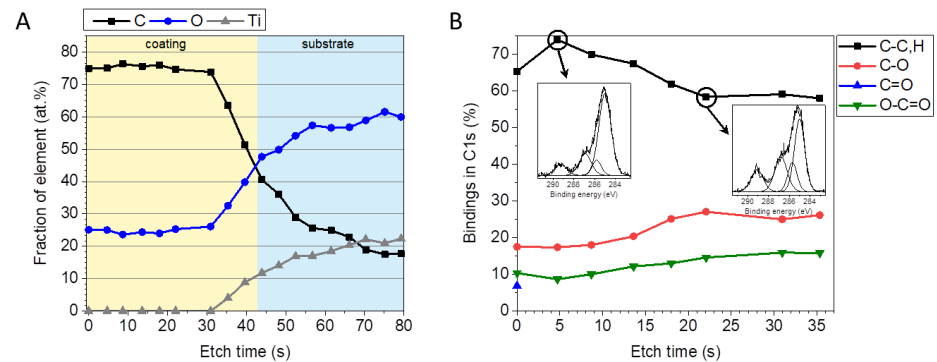 A
C O Ti
coating substrate
Fraction of element (at.%)
85
80
70
60
50
40
30
20
10
0
0 10 20 30 40 50 60 70 80
Etch time (s)
B
C-C,H
C-O
C=O
O-C=O
Bindings in C1s (%)
70
60
50
40
30
20
10
0
290 288 286 284
Binding energy (eV)
290 288 286 284
Binding energy (eV)
0 5 10 15 20 25 30 35
Etch time (s)